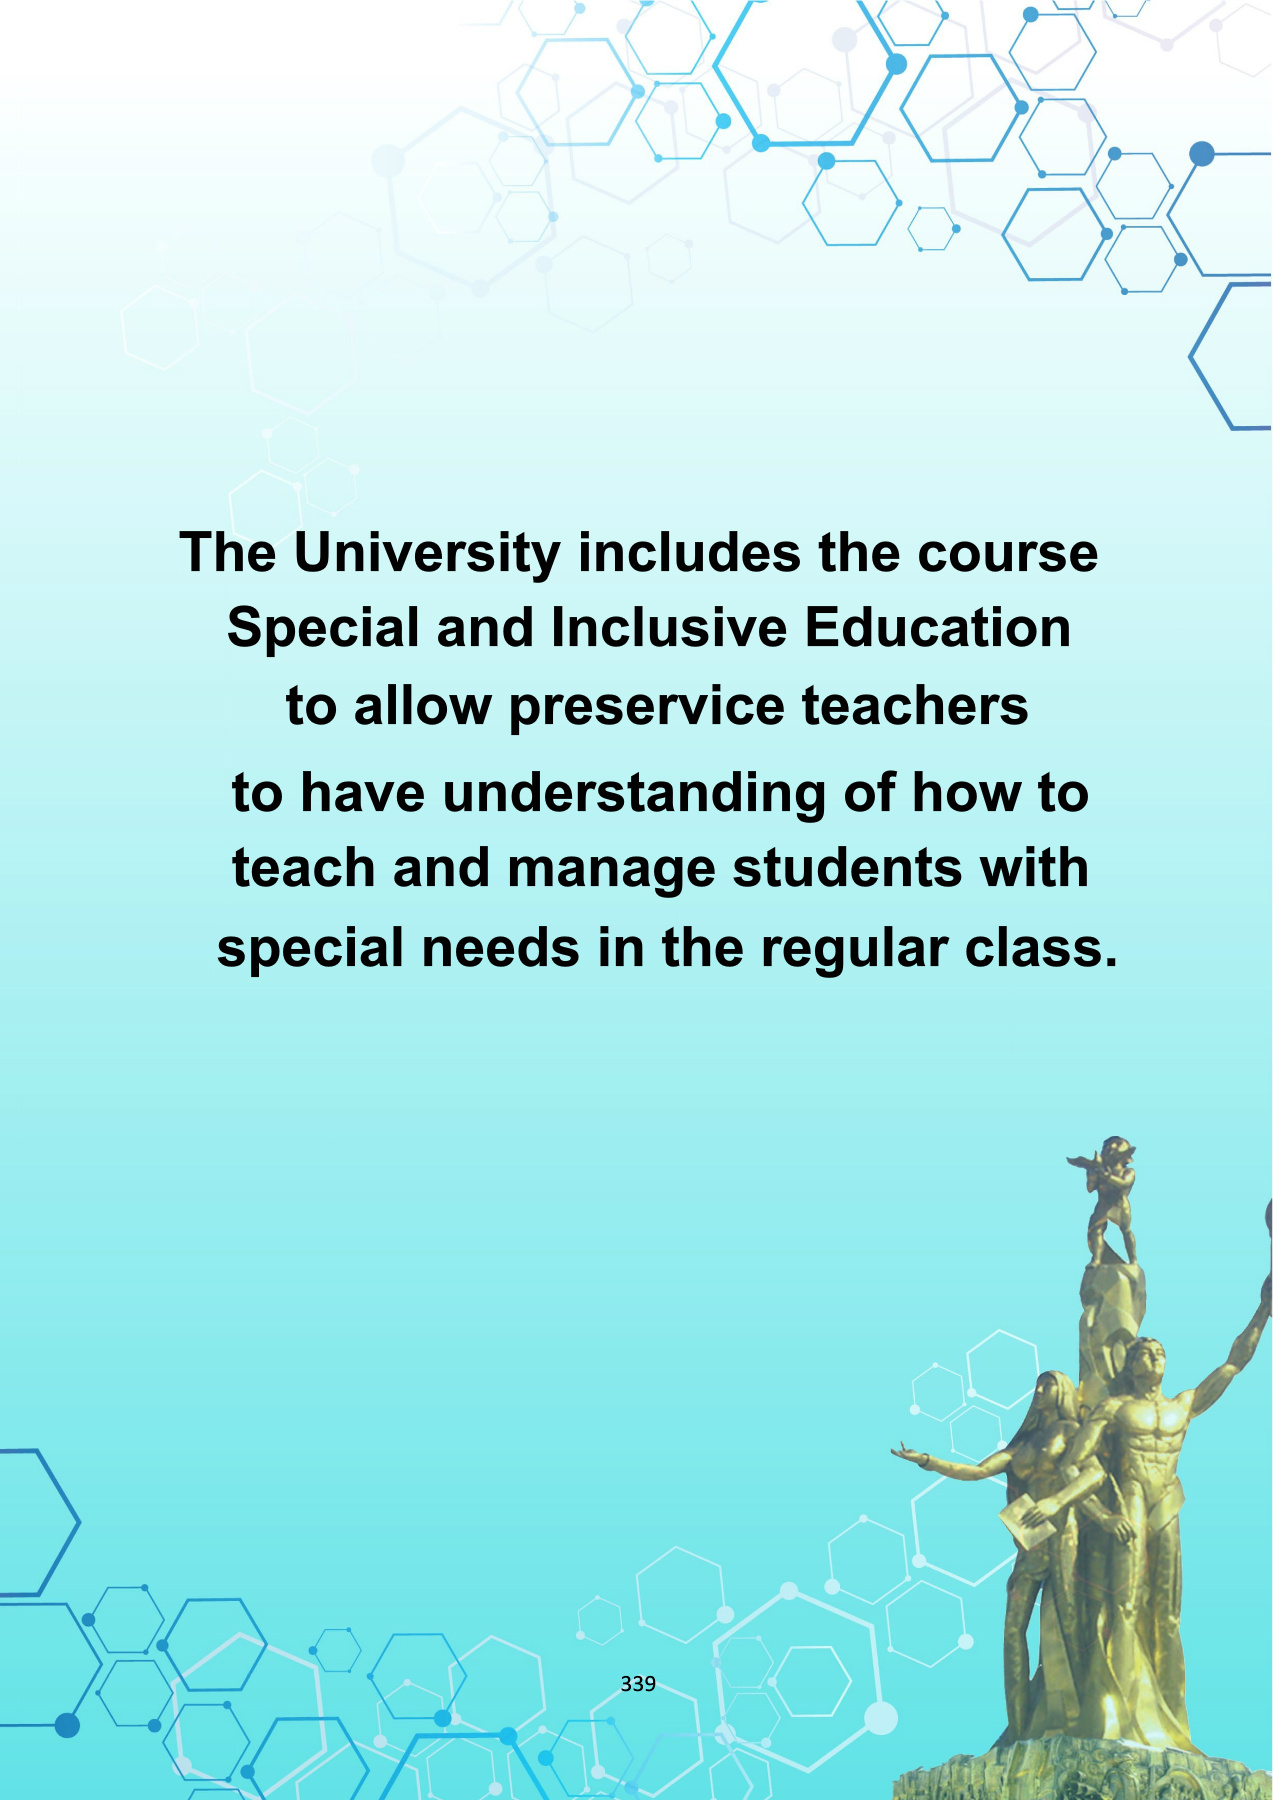 The University includes the course
Special and Inclusive Education
to allow preservice teachers
to have understanding of how to
teach and manage students with
special needs in the regular class.
339